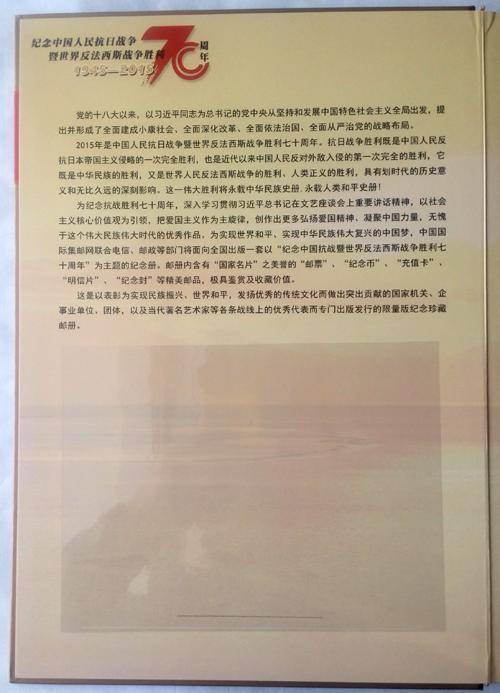 纪念中国人民抗日战争
暨世界反法西斯战争胜利
70周年
1945—2015
党的十八大以来，以习近平同志为总书记的党中央从坚持和发展中国特色社会主义全局出发，提
出并形成了全面建成小康社会、全面深化改革、全面依法治国、全面从严治党的战略布局。
2015年是中国人民抗日战争暨世界反法西斯战争胜利七十周年。抗日战争胜利既是中国人民反
抗日本帝国主义侵略的一次完全胜利，也是近代以来中国人民反对外敌入侵的第一次完全的胜利，它
既是中华民族的胜利，又是世界人民反法西斯战争的胜利、人类正义的胜利，具有划时代的历史意
义和无比久远的深刻影响。这一伟大胜利将永载中华民族史册.永载人类和平史册！
为纪念抗战胜利七十周年，深入学习贯彻习近平总书记在文艺座谈会上重要讲话精神，以社会
主义核心价值观为引领、把爱国主义作为主旋律，创作出更多弘扬爱国精神、凝聚中国力量，无愧
于这个伟大民族伟大时代的优秀作品。为实现世界和平、实现中华民族伟大复兴的中国梦，中国国
际集邮网联合电信、邮政等部门将面向全国出版一套以“纪念中国抗战暨世界反法西斯战争胜利七
十周年”为主题的纪念册。邮册内含有“国家名片”之美誉的“邮票”、“纪念币”、“充值卡”、
“明信片”、“纪念封”等精美邮品，极具鉴赏及收藏价值。
这是以表彰为实现民族振兴、世界和平，发扬优秀的传统文化而做出突出贡献的国家机关、企
事业单位、团体，以及当代著名艺术家等各条战线上的优秀代表而专门出版发行的限量版纪念珍藏
邮册。